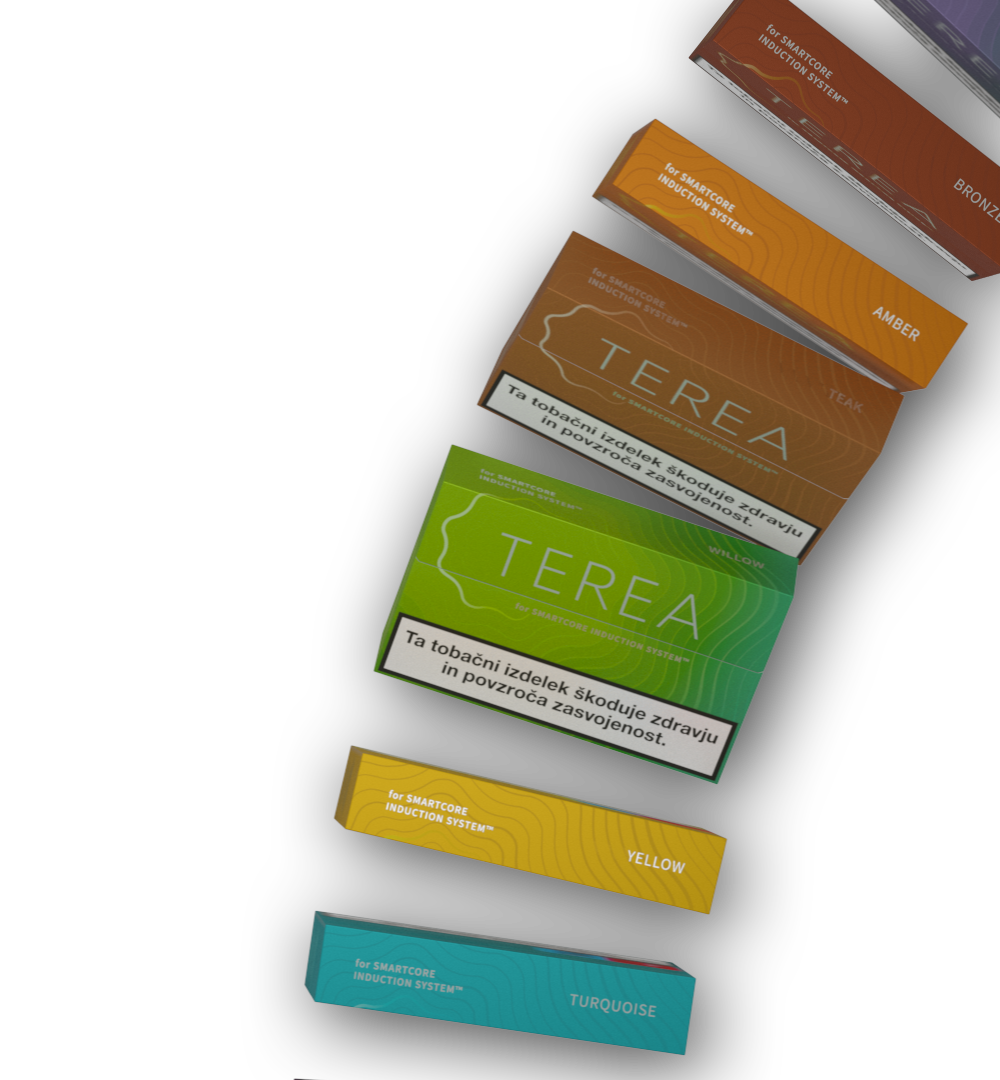 for SMARTCORE
INDUCTION SYSTEM™
TEREA
BRONZE
for SMARTCORE
INDUCTION SYSTEM™
AMBER
for SMARTCORE
INDUCTION SYSTEM™
TEAK
TEREA
for SMARTCORE INDUCTION SYSTEM™
Ta tobačni izdelek škoduje zdravju
in povzroča zasvojenost.
for SMARTCORE
INDUCTION SYSTEM™
WILLOW
TEREA
for SMARTCORE INDUCTION SYSTEM™
Ta tobačni izdelek škoduje zdravju
in povzroča zasvojenost.
for SMARTCORE
INDUCTION SYSTEM™
YELLOW
for SMARTCORE
INDUCTION SYSTEM™
TURQUOISE